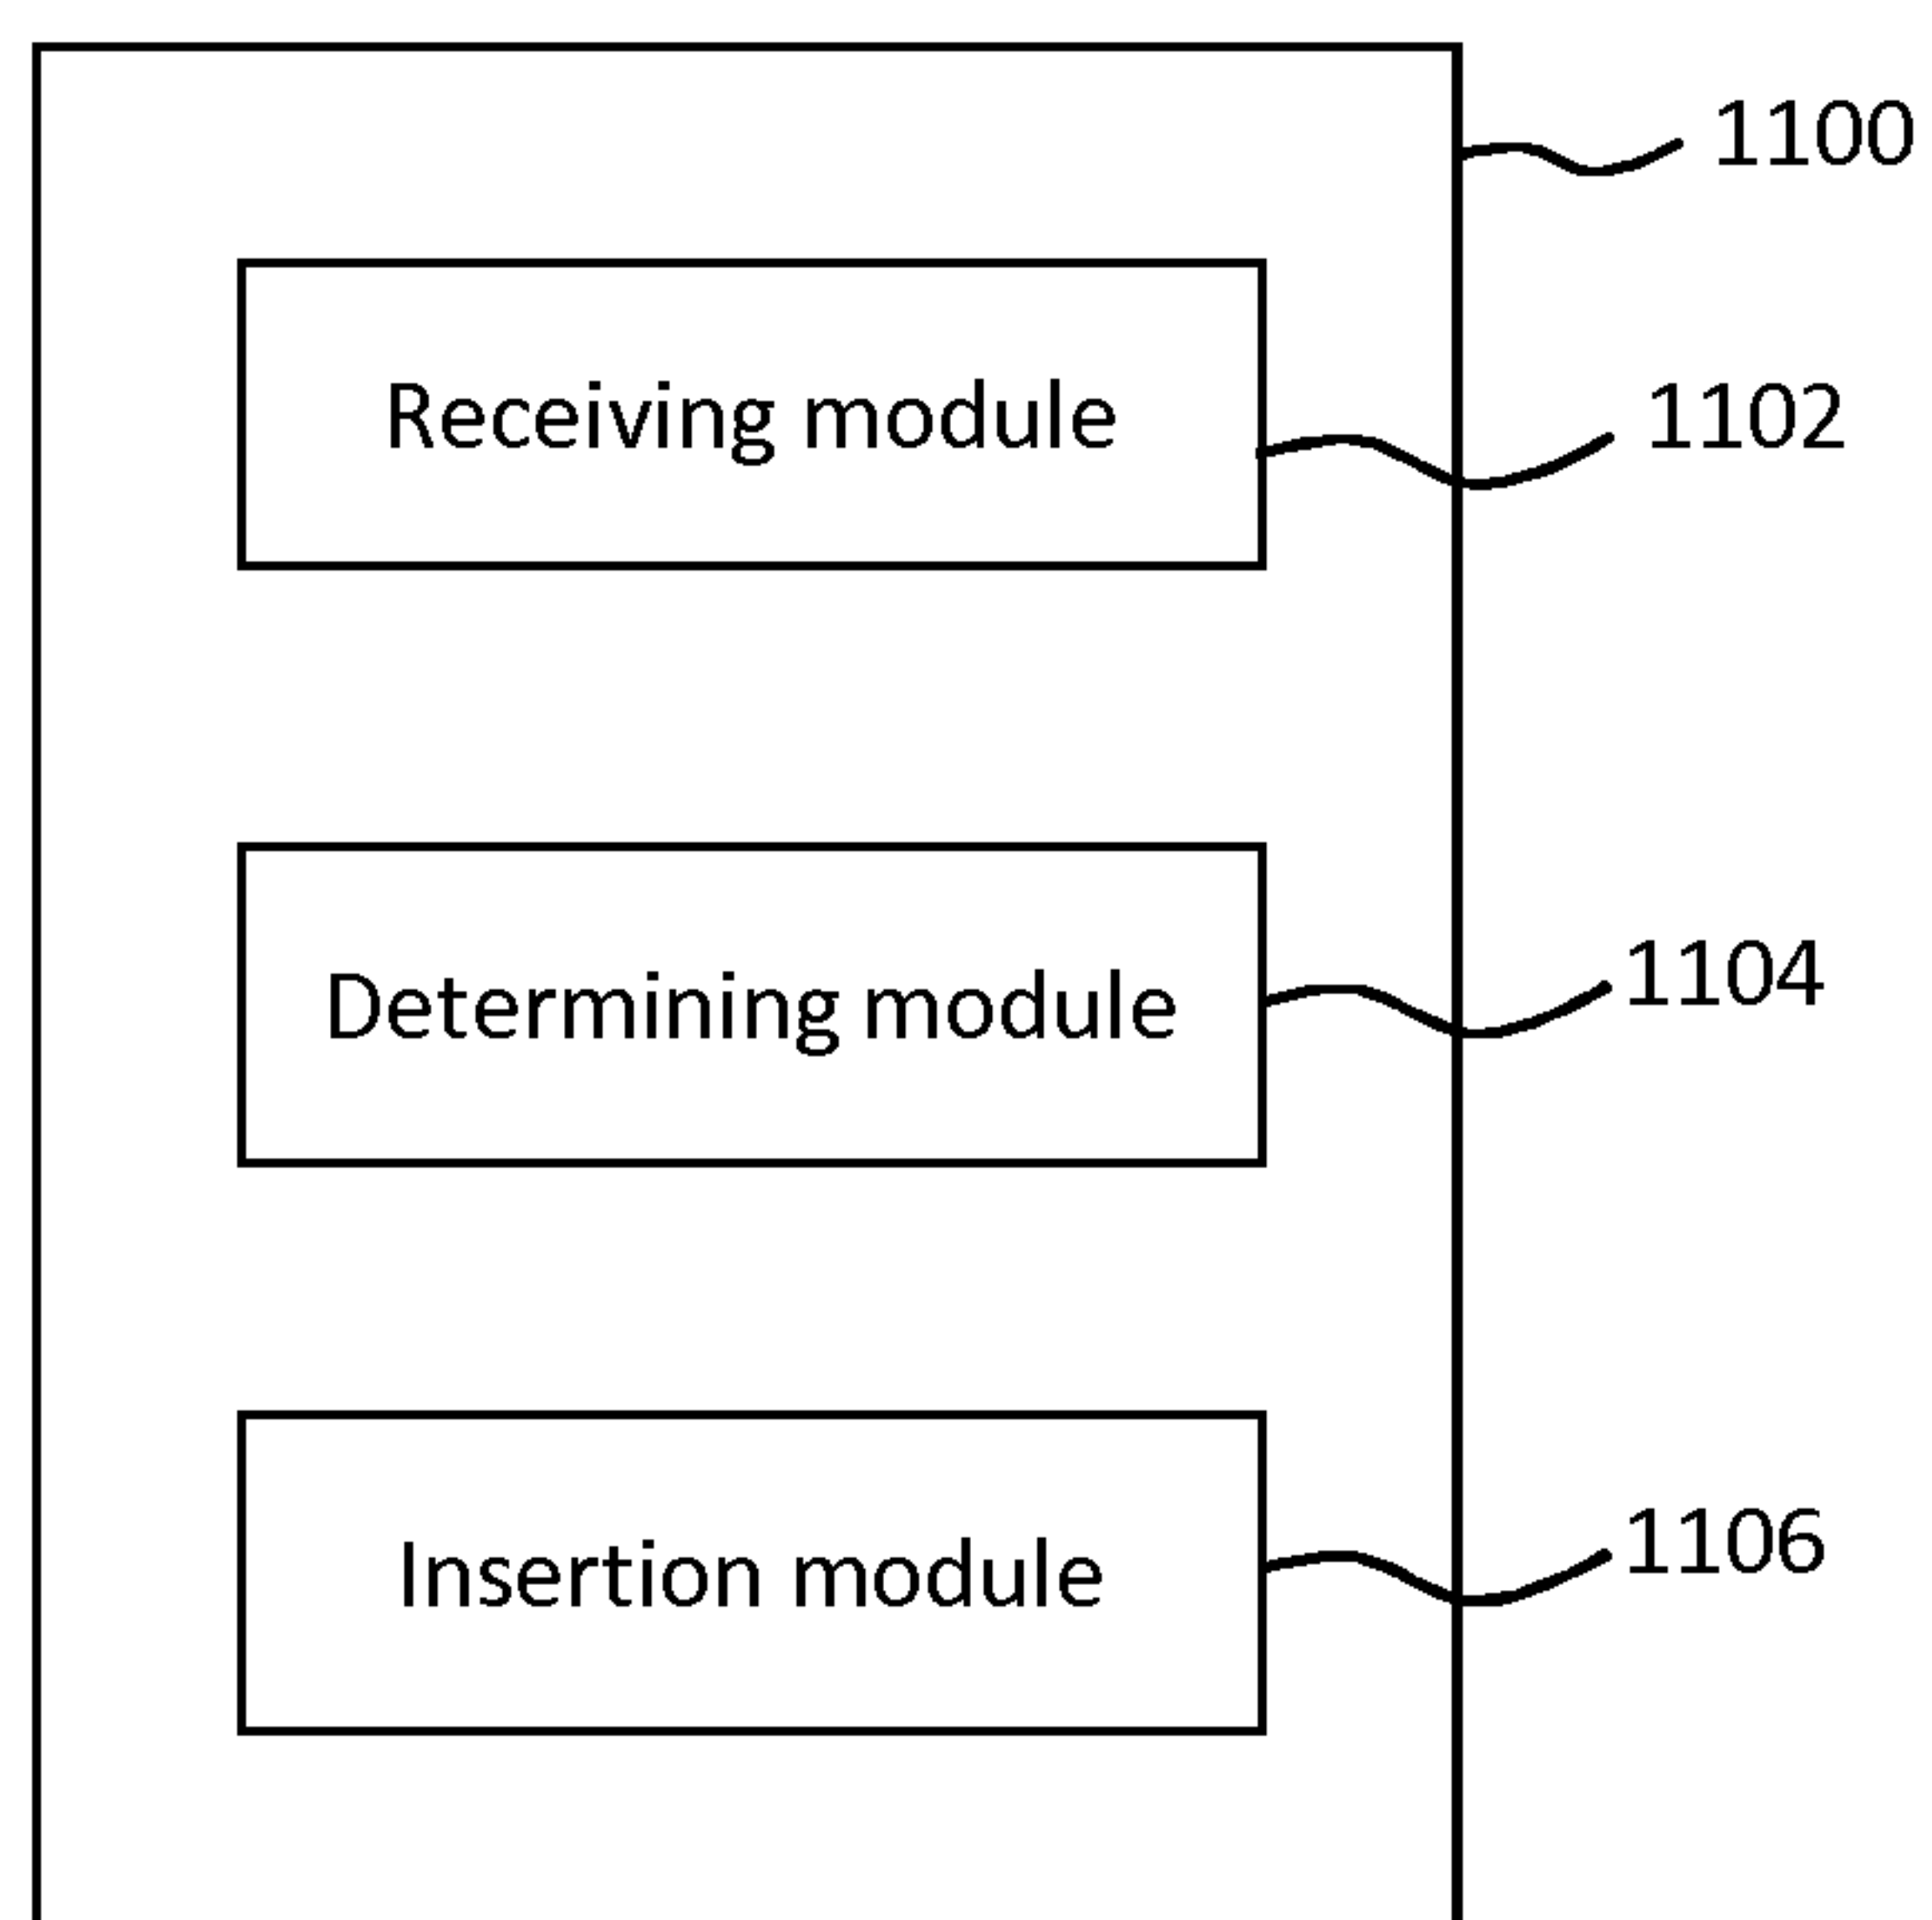 1100
Receiving module
1102
Determining module
1104
Insertion module
1106